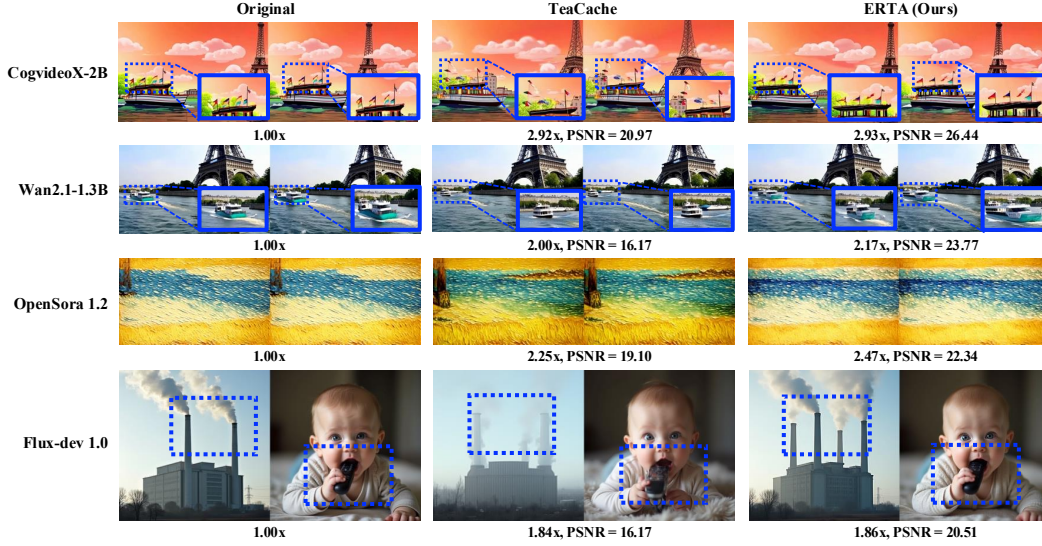 Original TeaCache ERTA (Ours)
CogvideoX-2B
1.00x 2.92x, PSNR = 20.97 2.93x, PSNR = 26.44
Wan2.1-1.3B
1.00x 2.00x, PSNR = 16.17 2.17x, PSNR = 23.77
OpenSora 1.2
1.00x 2.25x, PSNR = 19.10 2.47x, PSNR = 22.34
Flux-dev 1.0
1.00x 1.84x, PSNR = 16.17 1.86x, PSNR = 20.51